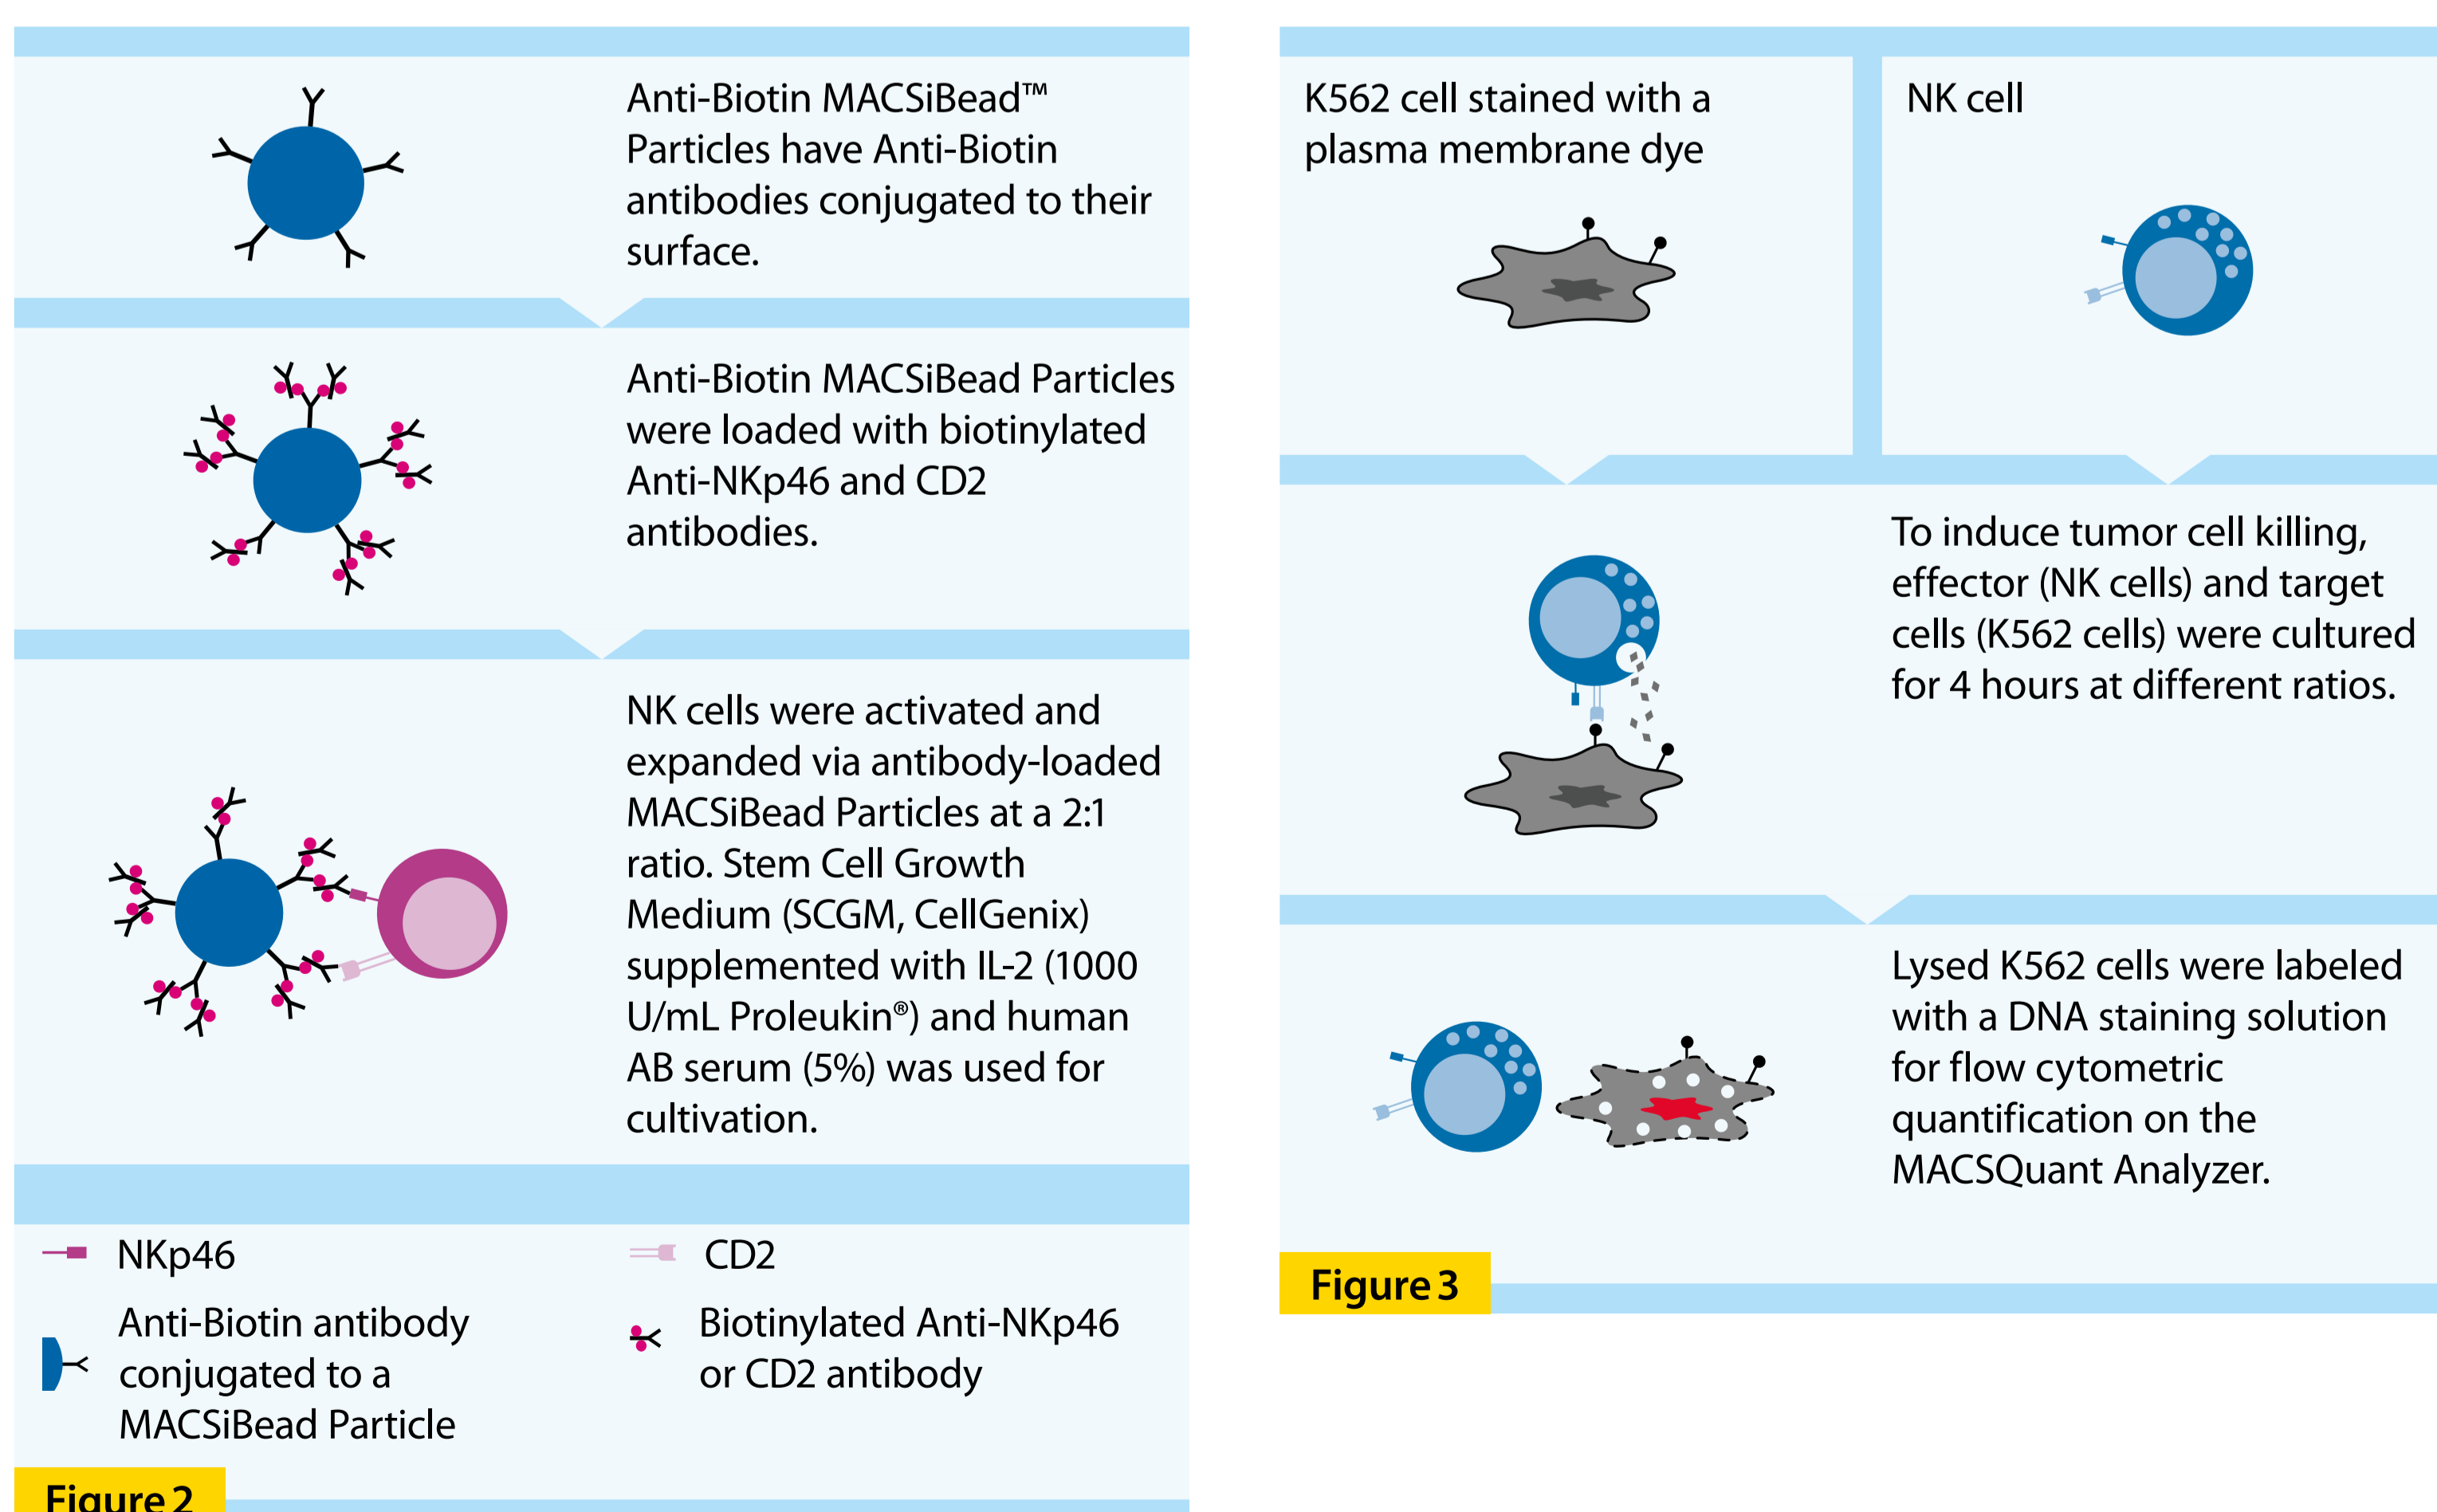 Anti-Biotin MACSiBead™
Particles have Anti-Biotin
antibodies conjugated to their
surface.
Anti-Biotin MACSiBead Particles
were loaded with biotinylated
Anti-NKp46 and CD2
antibodies.
NK cells were activated and
expanded via antibody-loaded
MACSiBead Particles at a 2:1
ratio. Stem Cell Growth
Medium (SCGM, CellGenix)
supplemented with IL-2 (1000
U/mL Proleukin®) and human
AB serum (5%) was used for
cultivation.
NKp46
CD2
Anti-Biotin antibody
conjugated to a
MACSiBead Particle
Biotinylated Anti-NKp46
or CD2 antibody
Figure 2
K562 cell stained with a
plasma membrane dye
NK cell
To induce tumor cell killing,
effector (NK cells) and target
cells (K562 cells) were cultured
for 4 hours at different ratios.
Lysed K562 cells were labeled
with a DNA staining solution
for flow cytometric
quantification on the
MACSQuant Analyzer.
Figure 3